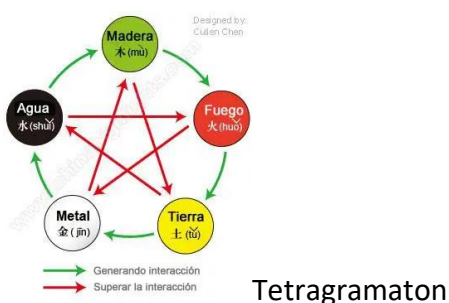 Designed by:
Cullen Chen
Madera
木(mù)
Agua
水(shuǐ)
Fuego
火(huǒ)
Metal
金( jīn)
Tierra
土(tǔ)
Generando interacción
Superar la interacción
Tetragramaton